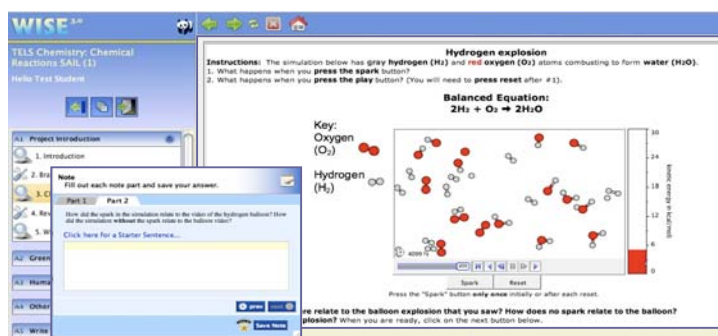 WISE 3.0
TELS Chemistry: Chemical
Reactions SAIL (1)
Hello Test Student
A1 Project Introduction
1. Introduction
2. Bra
3. C
4. Rev
5. W
A2 Green
A3 Huma
A4 Other
A5 Write
Note
Fill out each note part and save your answer.
Part 1 Part 2
How did the spark in the simulation relate to the video of the hydrogen balloon? How
did the simulation without the spark relate to the balloon video?
Click here for a Starter Sentence...
prev next
Save Note
Hydrogen explosion
Instructions: The simulation below has gray hydrogen (H₂) and red oxygen (O₂) atoms combusting to form water (H₂O).
1. What happens when you press the spark button?
2. What happens when you press the play button? (You will need to press reset after #1).
Balanced Equation:
2H₂ + O₂ ➔ 2H₂O
Key:
Oxygen
(O₂)
Hydrogen
(H₂)
30
24
18
12
6
0
kinetic energy in kcal/mol
Spark Reset
Press the "Spark" button only once initially or after each reset.
re relate to the balloon explosion that you saw? How does no spark relate to the balloon?
plosion? When you are ready, click on the next button below.